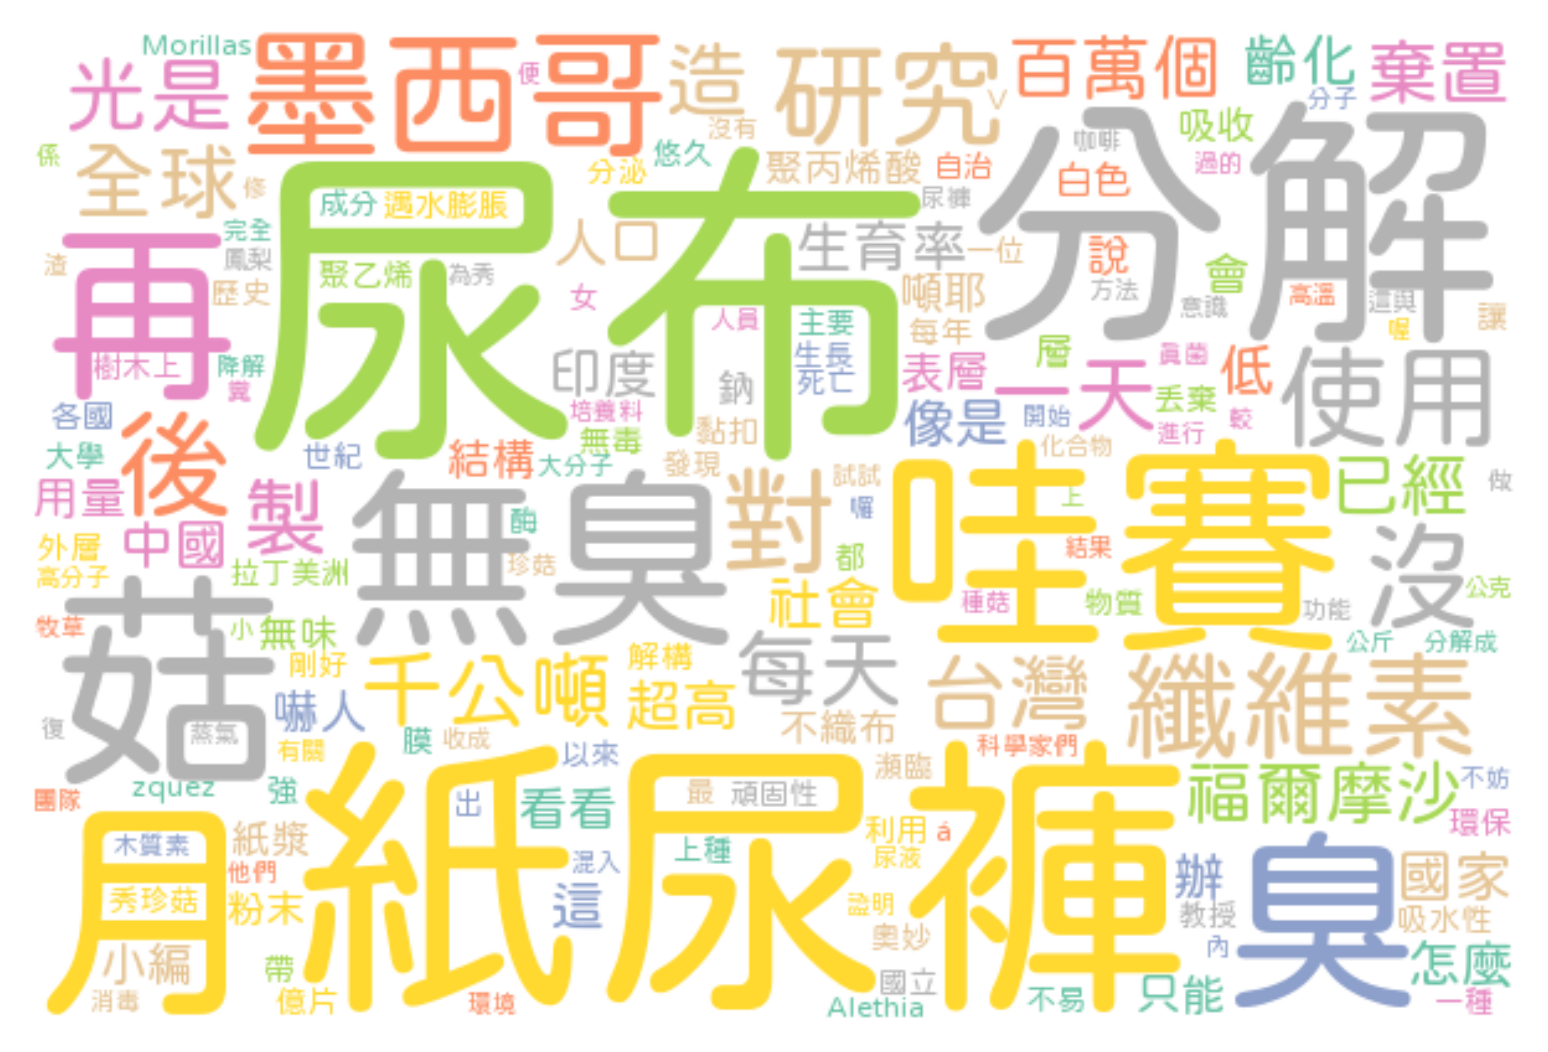 Morillas
光是
墨西哥
便
造
研究
V
百萬個
齡化
棄置
分子
係
全球
修
沒有
分泌
悠久
聚丙烯酸
咖啡
自治
白色
吸收
過的
分解
尿布
成分
遇水膨脹
尿褲
完全
人口
生育率
一位
再
渣
鳳梨
聚乙烯
為秀
說
會
歷史
女
噸耶
方法
意識
高溫
這與
讓
人員
主要
每年
喔
樹木上
降解
印度
生長
表層
層
真菌
低
使用
糞
鈉
死亡
一天
丟棄
各國
後
培養料
黏扣
像是
開始
進行
較
大學
世紀
結構
無毒
大分子
發現
化合物
用量
製
無臭
對
試試
哇賽
已經
做
中國
酶
囉
上
外層
高分子
拉丁美洲
珍菇
都
結果
沒
社會
種菇
物質
功能
公克
菇
牧草
小
無味
公斤
分解成
剛好
千公噸
解構
每天
台灣
纖維素
嚇人
超高
不織布
復
蒸氣
有關
膜
收成
以來
科學家們
zquez
強
紙尿褲
瀕臨
福爾摩沙
不妨
團隊
出
看看
最
頑固性
環保
月
木質素
紙漿
利用
á
他們
混入
上種
尿液
辦
臭
國家
秀珍菇
粉末
這
證明
教授
吸水性
小編
奧妙
內
怎麼
帶
國立
消毒
億片
環境
Alethia
不易
只能
一種